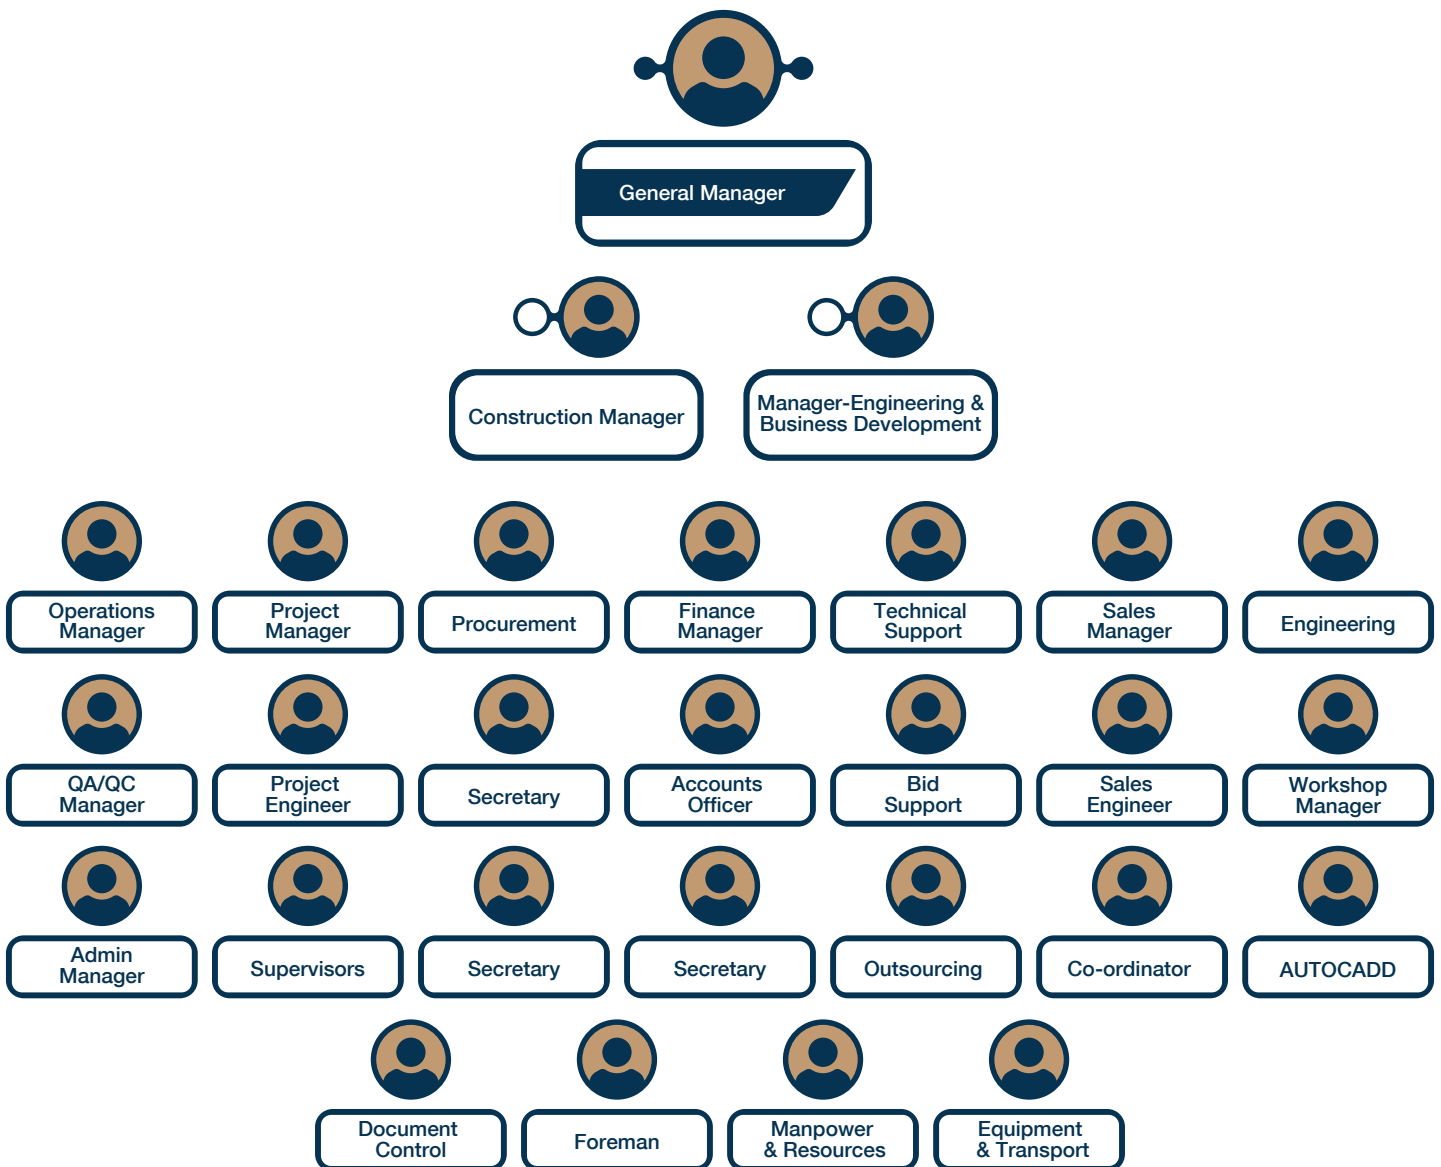 General Manager
Construction Manager
Manager-Engineering &
Business Development
Operations
Manager
Project
Manager
Procurement
Finance
Manager
Technical
Support
Sales
Manager
Engineering
QA/QC
Manager
Project
Engineer
Secretary
Accounts
Officer
Bid
Support
Sales
Engineer
Workshop
Manager
Admin
Manager
Supervisors
Secretary
Secretary
Outsourcing
Co-ordinator
AUTOCADD
Document
Control
Foreman
Manpower
& Resources
Equipment
& Transport